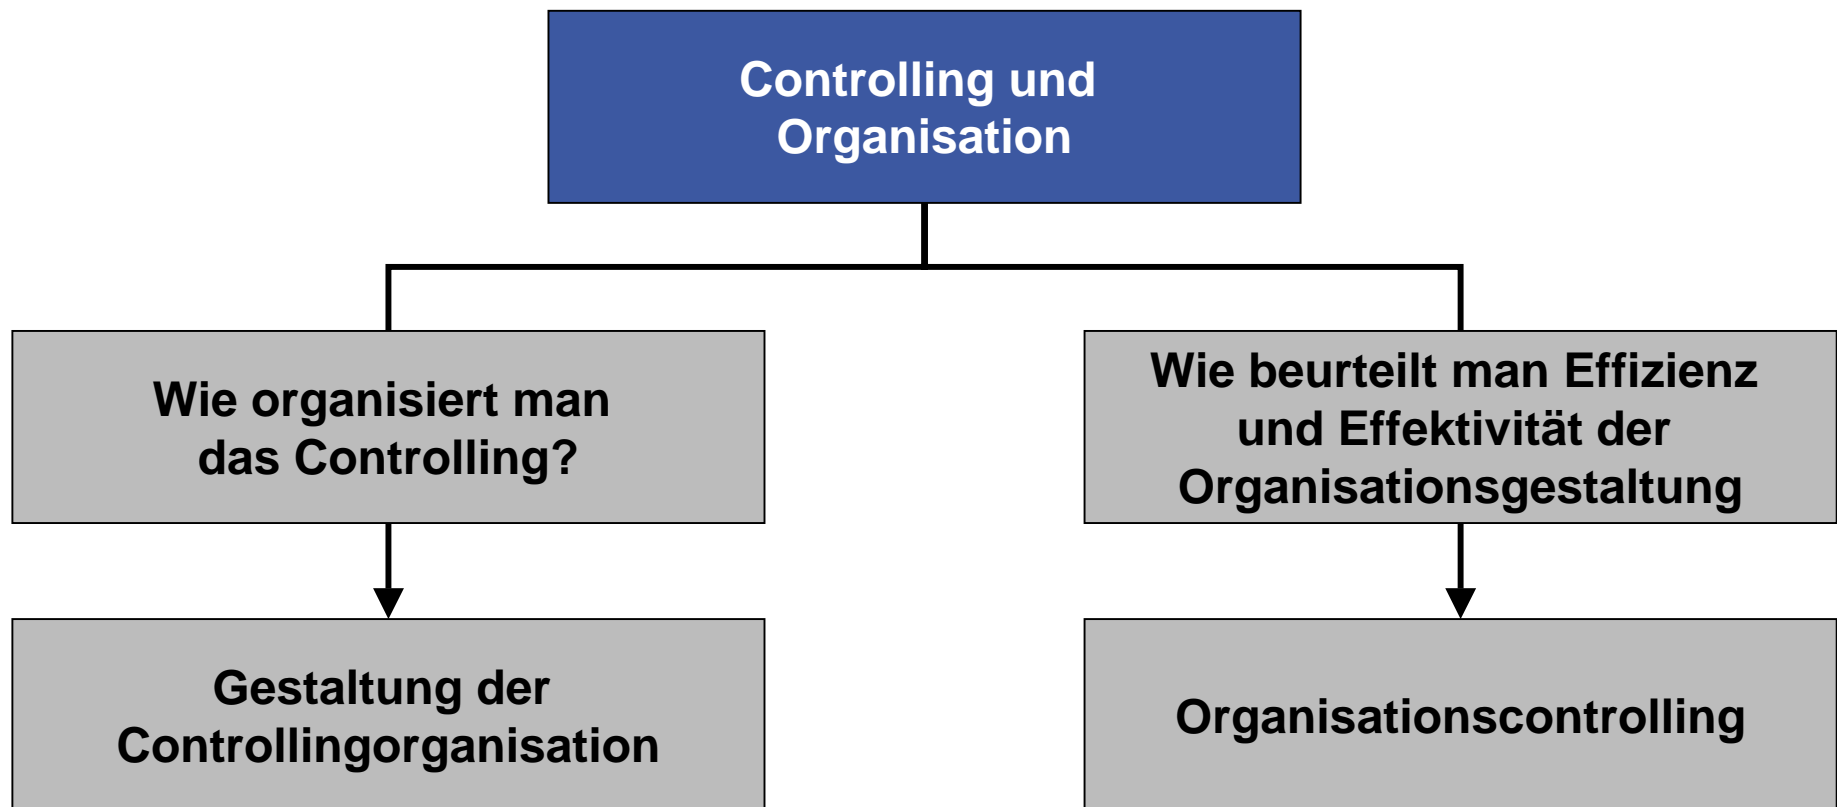 Controlling und
Organisation
Wie organisiert man
das Controlling?
Wie beurteilt man Effizienz
und Effektivität der
Organisationsgestaltung
Gestaltung der
Controllingorganisation
Organisationscontrolling